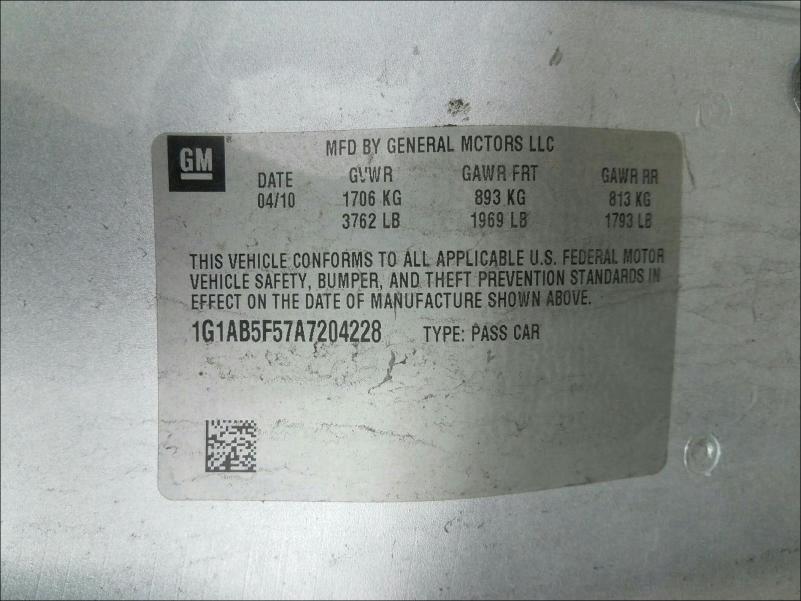 GM
MFD BY GENERAL MOTORS LLC
DATE GVWR GAWR FRT GAWR RR
04/10 1706 KG 893 KG 813 KG
3762 LB 1969 LB 1793 LB
THIS VEHICLE CONFORMS TO ALL APPLICABLE U.S. FEDERAL MOTOR
VEHICLE SAFETY, BUMPER, AND THEFT PREVENTION STANDARDS IN
EFFECT ON THE DATE OF MANUFACTURE SHOWN ABOVE.
1G1AB5F57A7204228 TYPE: PASS CAR